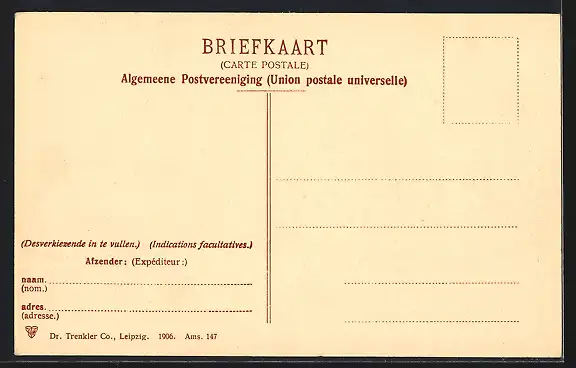 BRIEFKAART
(CARTE POSTALE)
Algemeene Postvereeniging (Union postale universelle)
(Desverkiezende in te vullen.) (Indications facultatives.)
Afzender: (Expéditeur:)
naam.
(nom.)
adres.
(adresse.)
Dr. Trenkler Co., Leipzig. 1906. Ams. 147